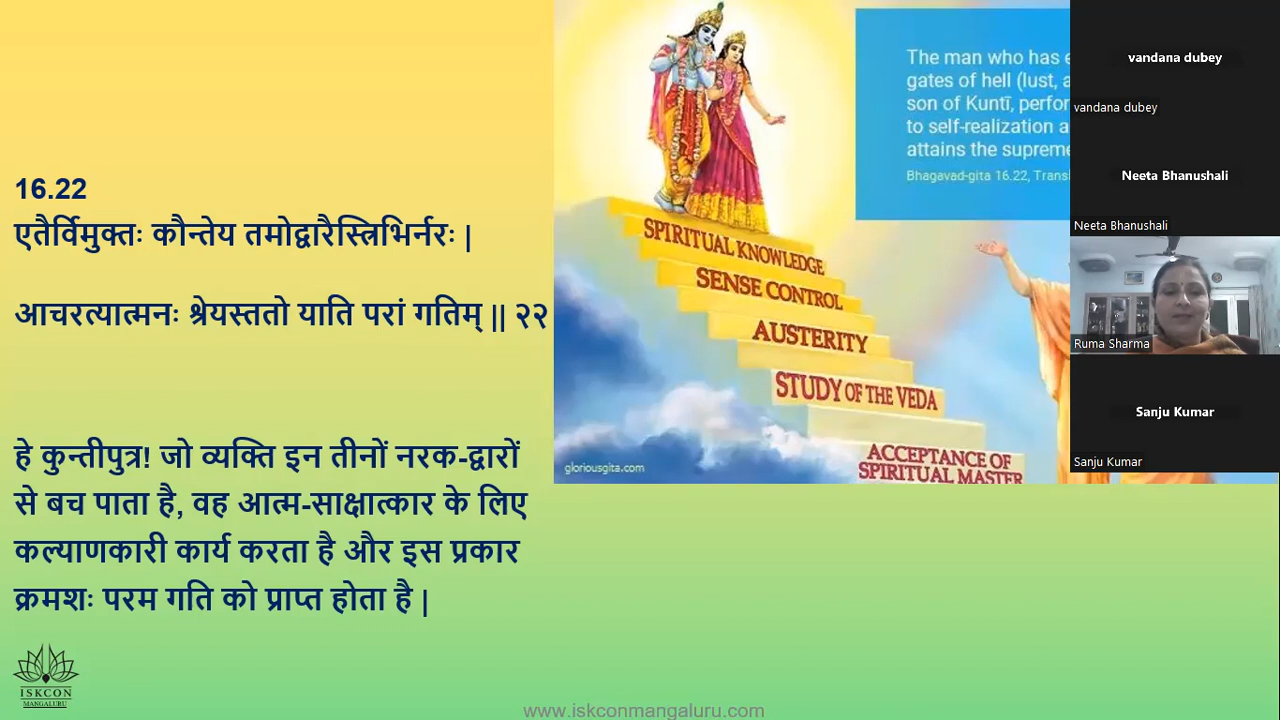 16.22
एतैर्विमुक्तः कौन्तेय तमोद्वारैस्त्रिभिर्नरः |
आचरत्यात्मनः श्रेयस्ततो याति परां गतिम् || २२
हे कुन्तीपुत्र! जो व्यक्ति इन तीनों नरक-द्वारों
से बच पाता है, वह आत्म-साक्षात्कार के लिए
कल्याणकारी कार्य करता है और इस प्रकार
क्रमशः परम गति को प्राप्त होता है |
ISKCON
MANGALURU
www.iskconmangaluru.com
SPIRITUAL KNOWLEDGE
SENSE CONTROL
AUSTERITY
STUDY OF THE VEDA
ACCEPTANCE OF
SPIRITUAL MASTER
gloriousgita.com
The man who has
gates of hell (lust,
son of Kuntī,
to self-realization
attains the
Bhagavad-gita 16.22,
vandana dubey
vandana dubey
Neeta Bhanushali
Neeta Bhanushali
Ruma Sharma
Sanju Kumar
Sanju Kumar